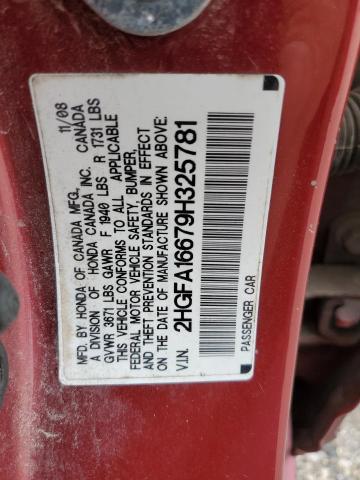 MFD. BY HONDA OF CANADA MFG. 11/08
A DIVISION OF HONDA CANADA INC. CANADA
GVWR 3671 LBS GAWR F 1940 LBS R 1731 LBS
THIS VEHICLE CONFORMS TO ALL APPLICABLE
FEDERAL MOTOR VEHICLE SAFETY, BUMPER,
THEFT PREVENTION STANDARDS IN EFFECT
ON THE DATE OF MANUFACTURE SHOWN ABOVE.
V.I.N. 2HGFA16679H325781
PASSENGER CAR